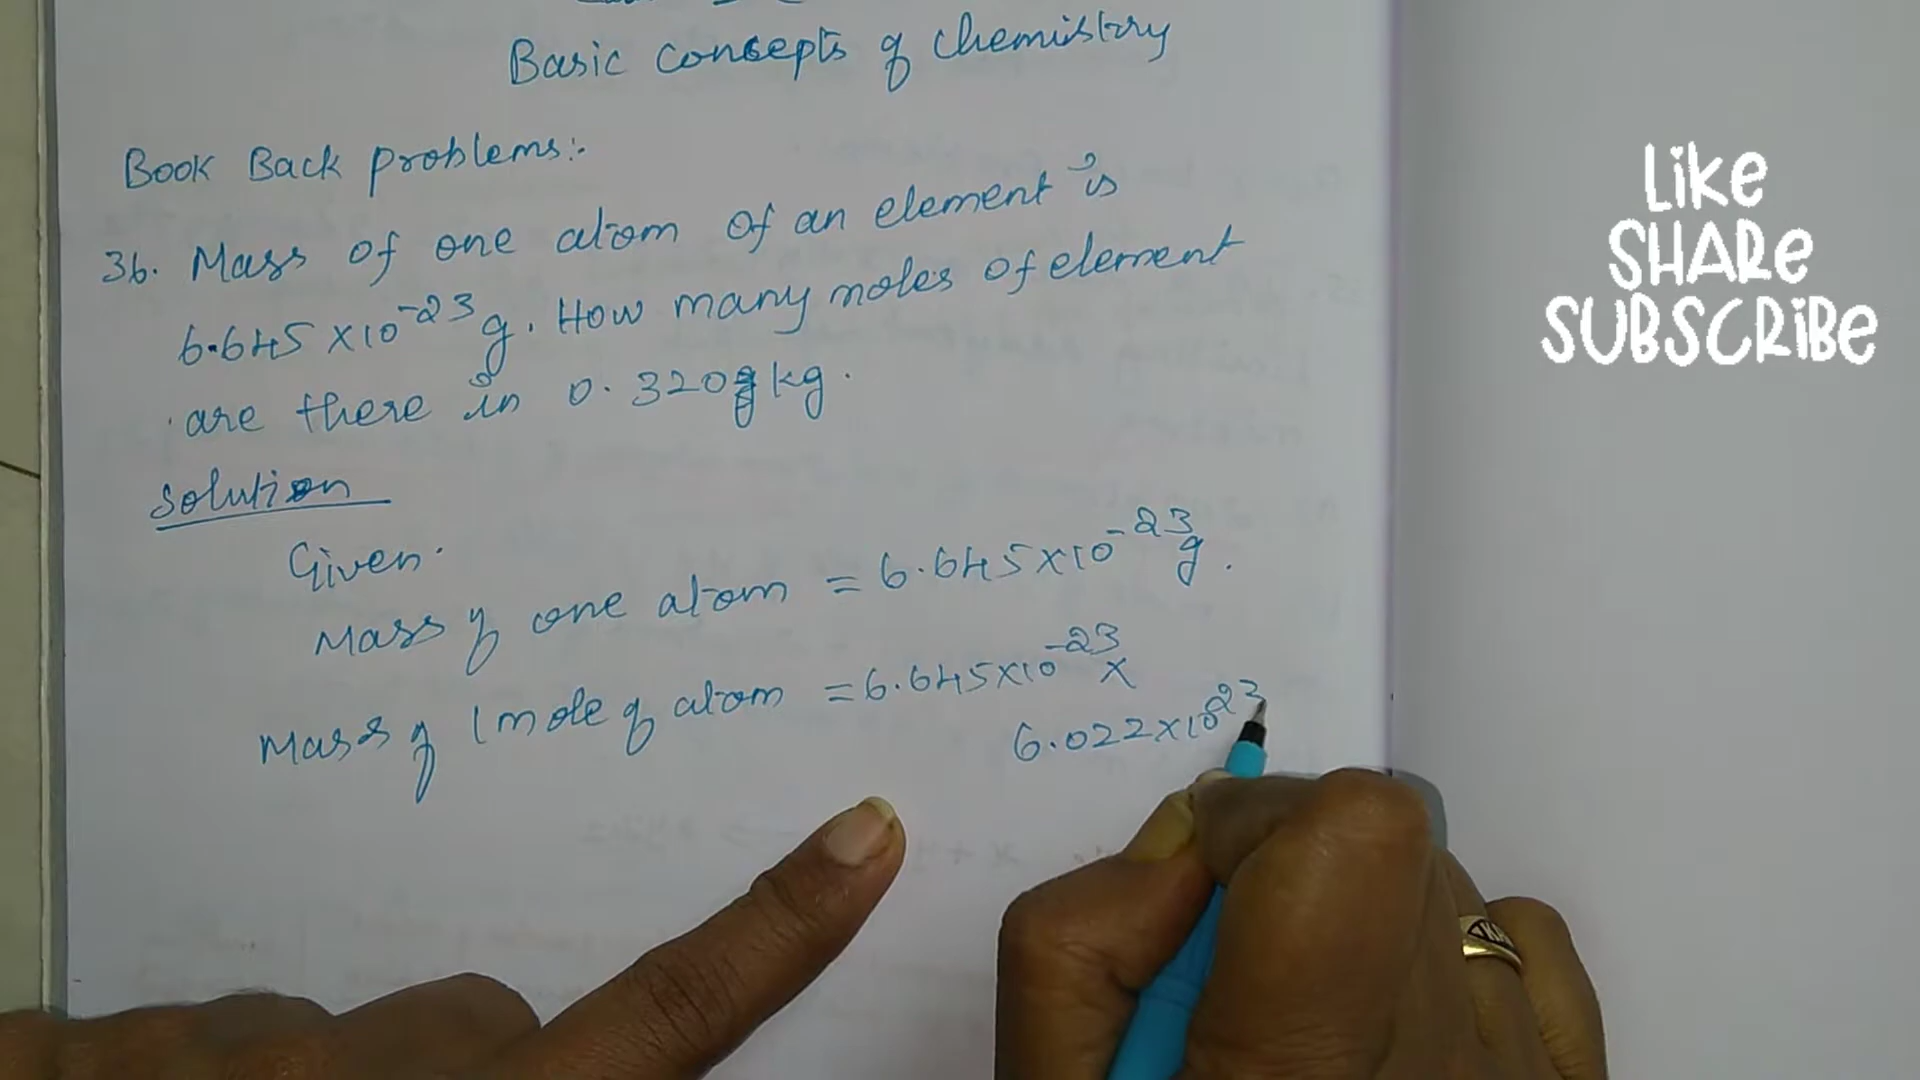 Basic concepts of chemistry
Book Back problems:-
36. Mass of one atom of an element is
6.645 x 10⁻²³ g. How many moles of element
are there in 0.320 kg.
Solution
Given.
Mass of one atom = 6.645 x 10⁻²³ g.
Mass of 1 mole of atom = 6.645 x 10⁻²³ x
6.022 x 10²³
Like
SHARe
SUBSCRiBe